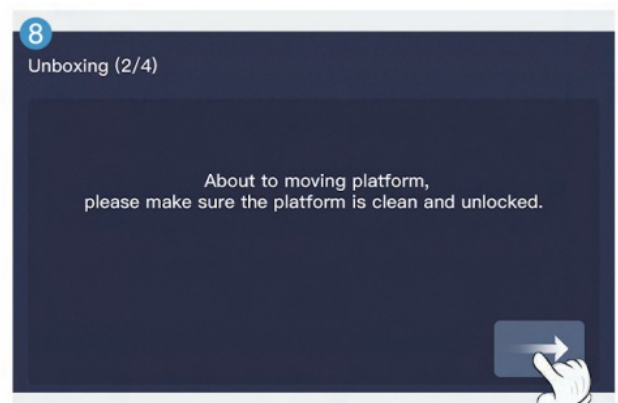 8
Unboxing (2/4)
About to moving platform,
please make sure the platform is clean and unlocked.